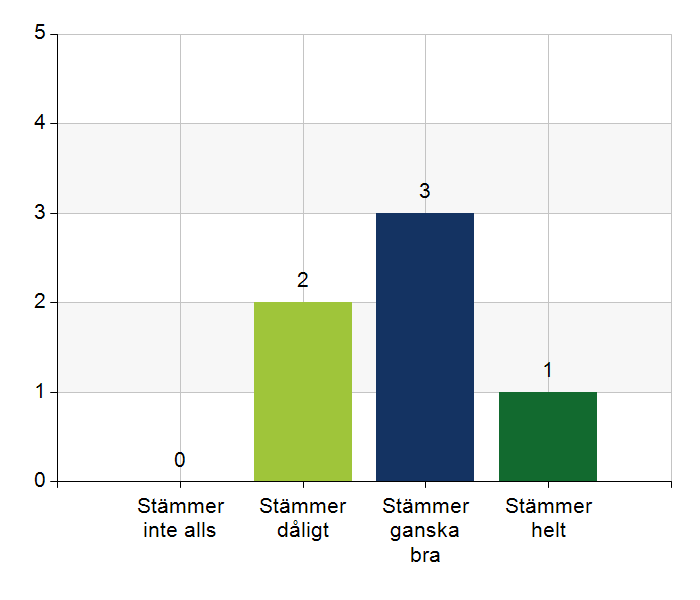 5
4
3
2
1
0
0
2
3
1
Stämmer
inte alls
Stämmer
dåligt
Stämmer
ganska
bra
Stämmer
helt